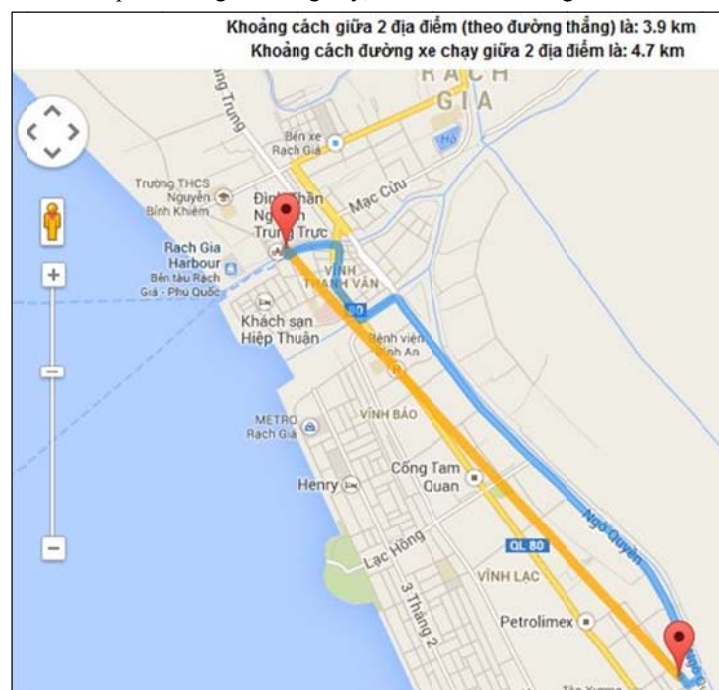 Khoảng cách giữa 2 địa điểm (theo đường thẳng) là: 3.9 km
Khoảng cách đường xe chạy giữa 2 địa điểm là: 4.7 km
RẠCH
GIÁ
Trung
Bến xe
Rạch Giá
Hồ
Trường THCS
Nguyễn
Bỉnh Khiêm
Mạc Cửu
Trung Trực
Rach Gia
Harbour
Bến tàu Rạch
Giá - Phú Quốc
VĨNH
THANH VÂN
80
Khách sạn
Hiệp Thuận
Bệnh viện
Bình An
H
VĨNH BẢO
METRO
Rạch Giá
Cống Tam
Quan
Henry
Ngô Quyền
Lạc Hồng
QL 80
VĨNH LẠC
3 Tháng 2
Petrolimex